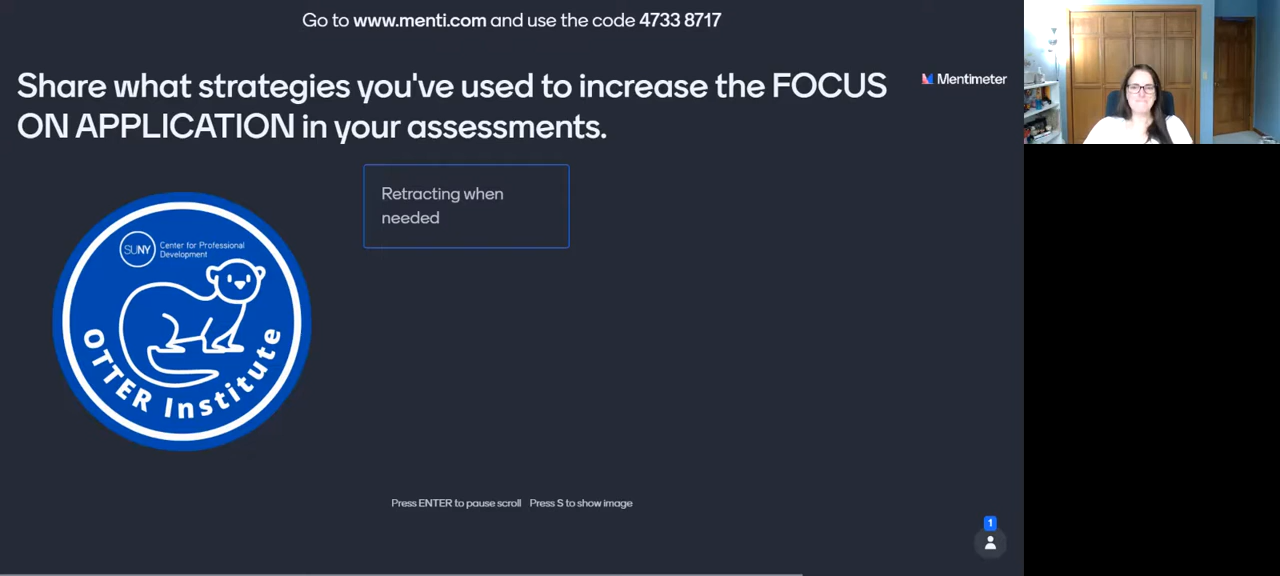 Go to www.menti.com and use the code 4733 8717
Share what strategies you've used to increase the FOCUS
ON APPLICATION in your assessments.
Mentimeter
Retracting when
needed
SUNY
Center for Professional
Development
OTTER Institute
Press ENTER to pause scroll Press S to show image
1